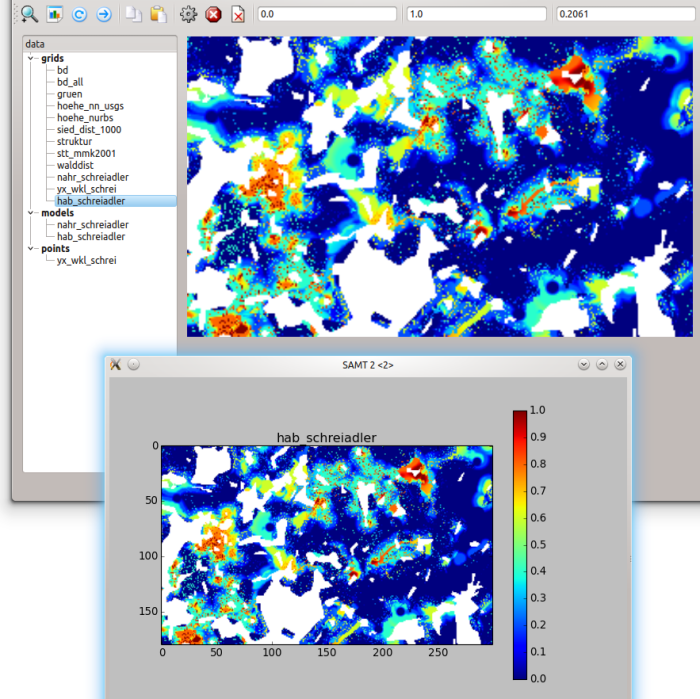 0.0 1.0 0.2061
data
grids
bd
bd_all
gruen
hoehe_nn_usgs
hoehe_nurbs
sied_dist_1000
struktur
stt_mmk2001
walddist
nahr_schreiadler
yx_wkl_schrei
hab_schreiadler
models
nahr_schreiadler
hab_schreiadler
points
yx_wkl_schrei
SAMT 2 <2>
hab_schreiadler
0
50
100
150
0 50 100 150 200 250
1.0
0.9
0.8
0.7
0.6
0.5
0.4
0.3
0.2
0.1
0.0